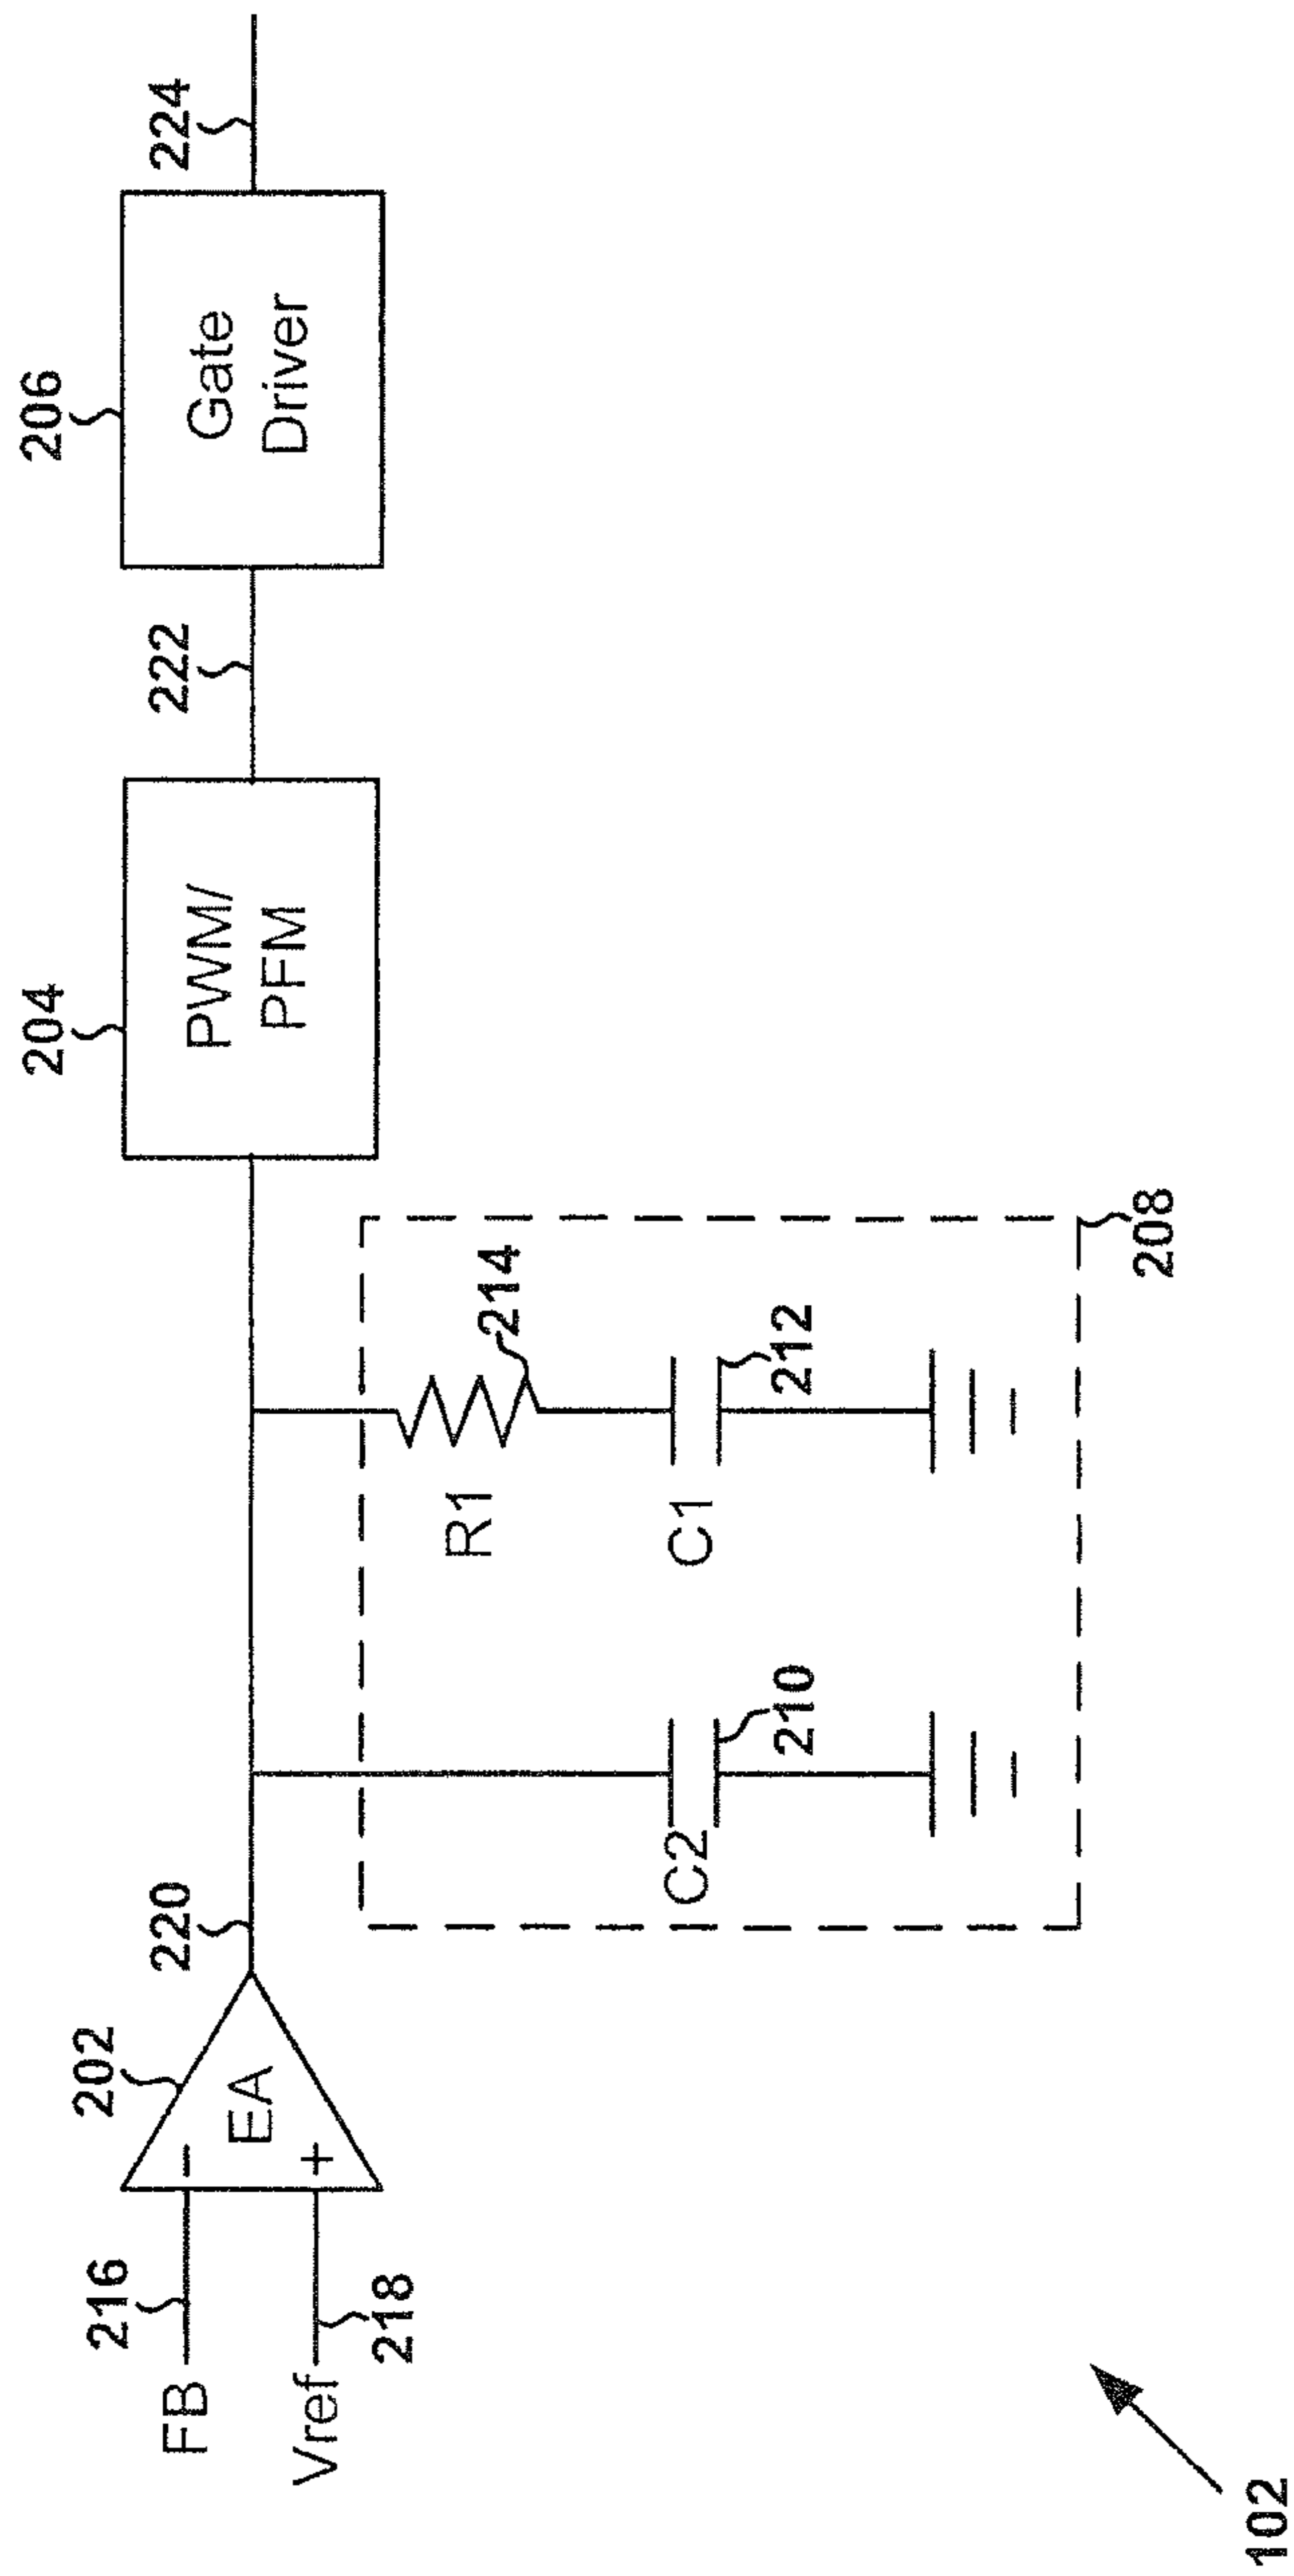 202
204
206
216
220
222
224
FB
EA
−
+
PWM/
PFM
Gate
Driver
Vref
218
C2
210
R1
214
C1
212
208
102